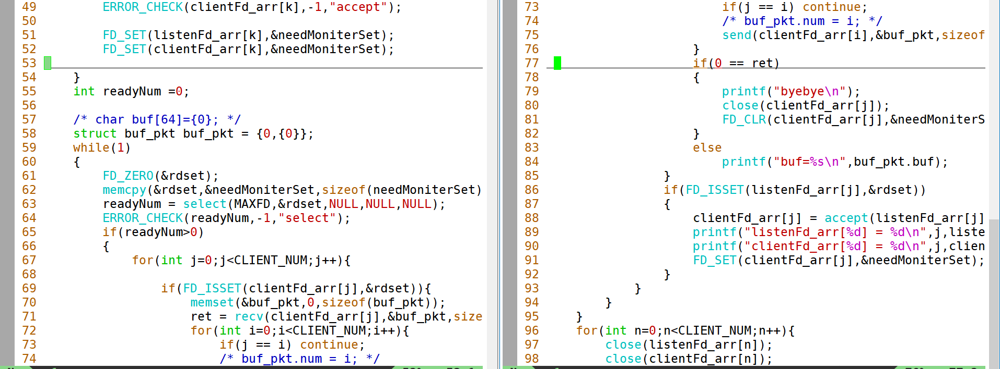 49 ERROR_CHECK(clientFd_arr[k],-1,"accept");
50
51 FD_SET(listenFd_arr[k],&needMoniterSet);
52 FD_SET(clientFd_arr[k],&needMoniterSet);
53
54 }
55 int readyNum =0;
56
57 /* char buf[64]={0}; */
58 struct buf_pkt buf_pkt = {0,{0}};
59 while(1)
60 {
61 FD_ZERO(&rdset);
62 memcpy(&rdset,&needMoniterSet,sizeof(needMoniterSet)
63 readyNum = select(MAXFD,&rdset,NULL,NULL,NULL);
64 ERROR_CHECK(readyNum,-1,"select");
65 if(readyNum>0)
66 {
67 for(int j=0;j<CLIENT_NUM;j++){
68
69 if(FD_ISSET(clientFd_arr[j],&rdset)){
70 memset(&buf_pkt,0,sizeof(buf_pkt));
71 ret = recv(clientFd_arr[j],&buf_pkt,size
72 for(int i=0;i<CLIENT_NUM;i++){
73 if(j == i) continue;
74 /* buf_pkt.num = i; */
73 if(j == i) continue;
74 /* buf_pkt.num = i; */
75 send(clientFd_arr[i],&buf_pkt,sizeof
76 }
77 if(0 == ret)
78 {
79 printf("byebye\n");
80 close(clientFd_arr[j]);
81 FD_CLR(clientFd_arr[j],&needMoniterS
82 }
83 else
84 printf("buf=%s\n",buf_pkt.buf);
85 }
86 if(FD_ISSET(listenFd_arr[j],&rdset))
87 {
88 clientFd_arr[j] = accept(listenFd_arr[j]
89 printf("listenFd_arr[%d] = %d\n",j,liste
90 printf("clientFd_arr[%d] = %d\n",j,clien
91 FD_SET(clientFd_arr[j],&needMoniterSet);
92 }
93 }
94 }
95 }
96 for(int n=0;n<CLIENT_NUM;n++){
97 close(listenFd_arr[n]);
98 close(clientFd_arr[n]);